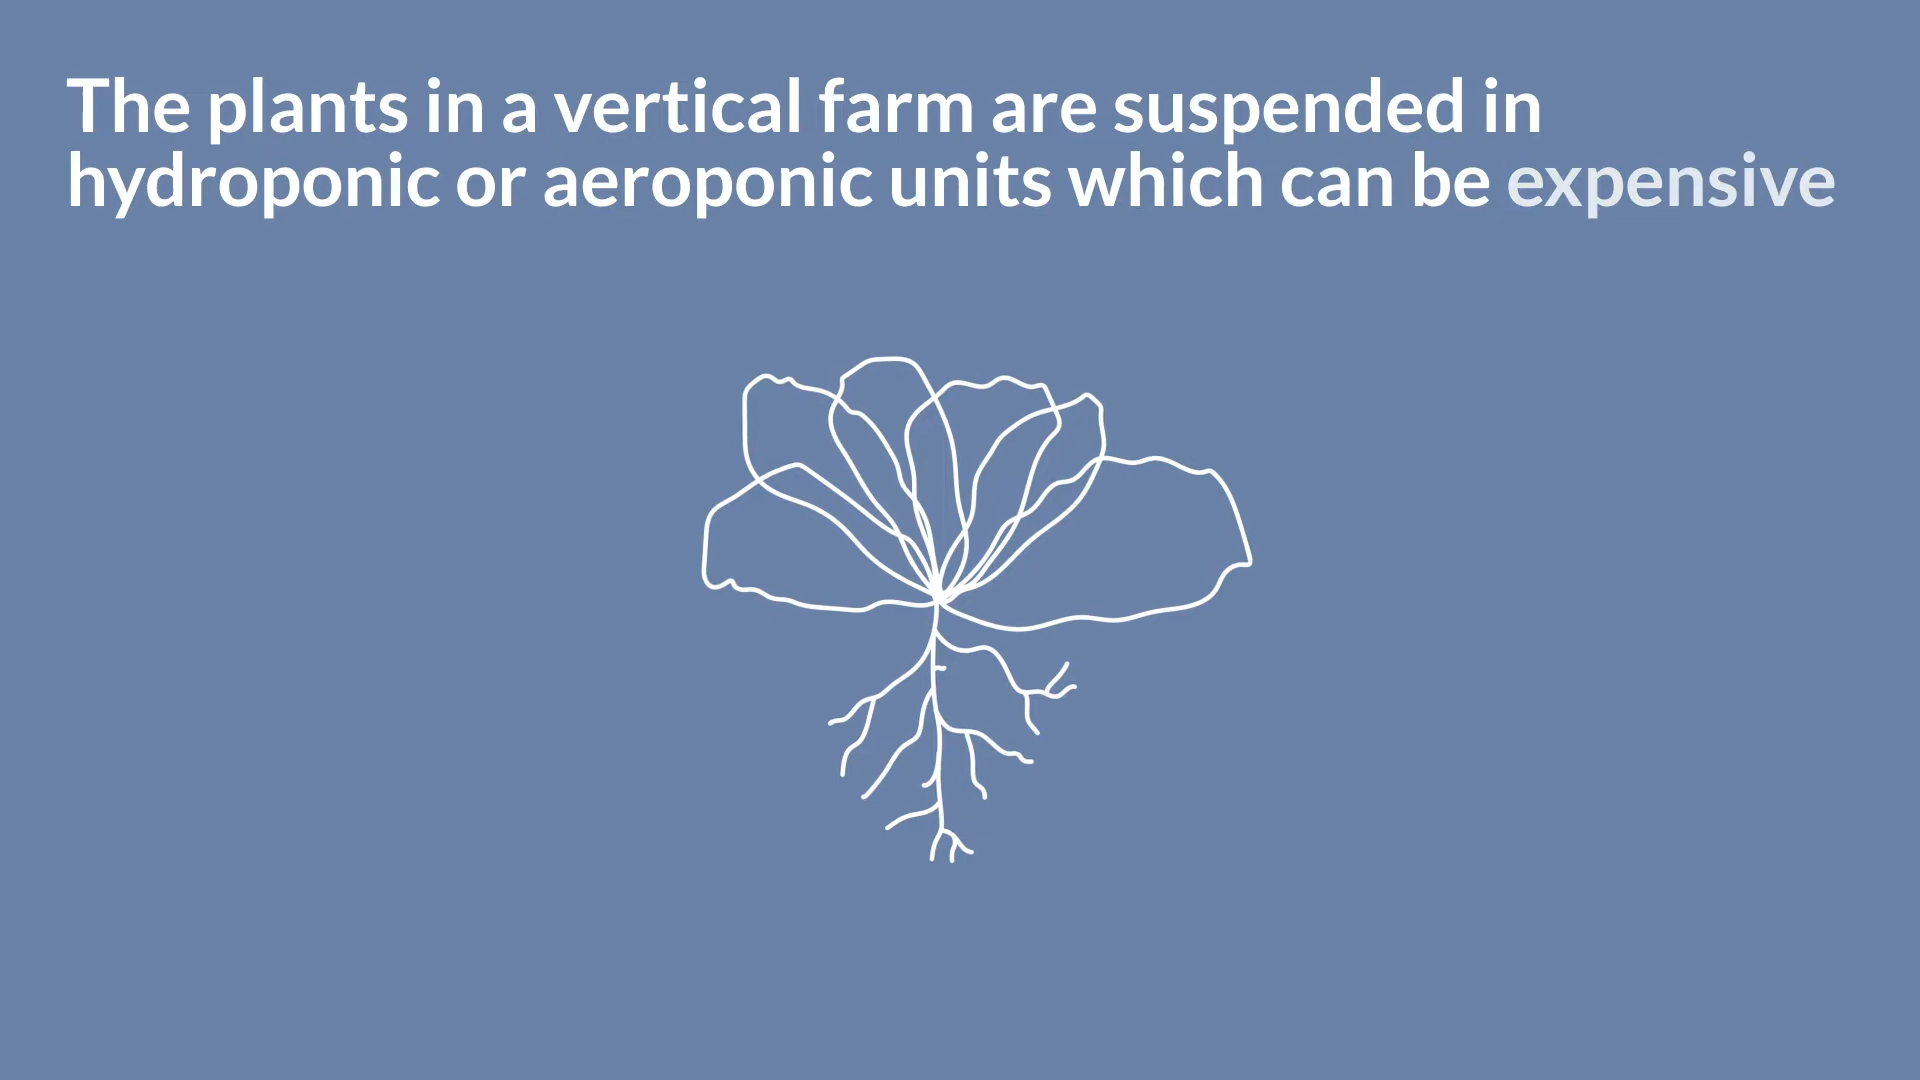 The plants in a vertical farm are suspended in
hydroponic or aeroponic units which can be expensive